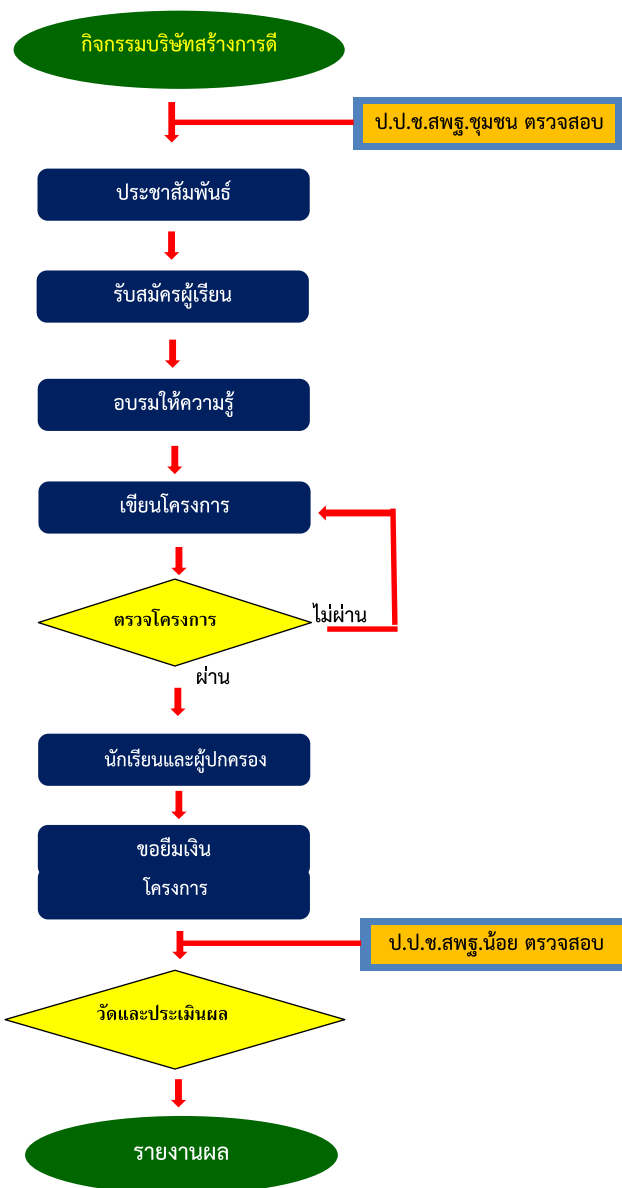 กิจกรรมบริษัทสร้างการดี
ป.ป.ช.สพฐ.ชุมชน ตรวจสอบ
ประชาสัมพันธ์
รับสมัครผู้เรียน
อบรมให้ความรู้
เขียนโครงการ
ตรวจโครงการ
ไม่ผ่าน
ผ่าน
นักเรียนและผู้ปกครอง
ขอยืมเงิน
โครงการ
ป.ป.ช.สพฐ.น้อย ตรวจสอบ
วัดและประเมินผล
รายงานผล